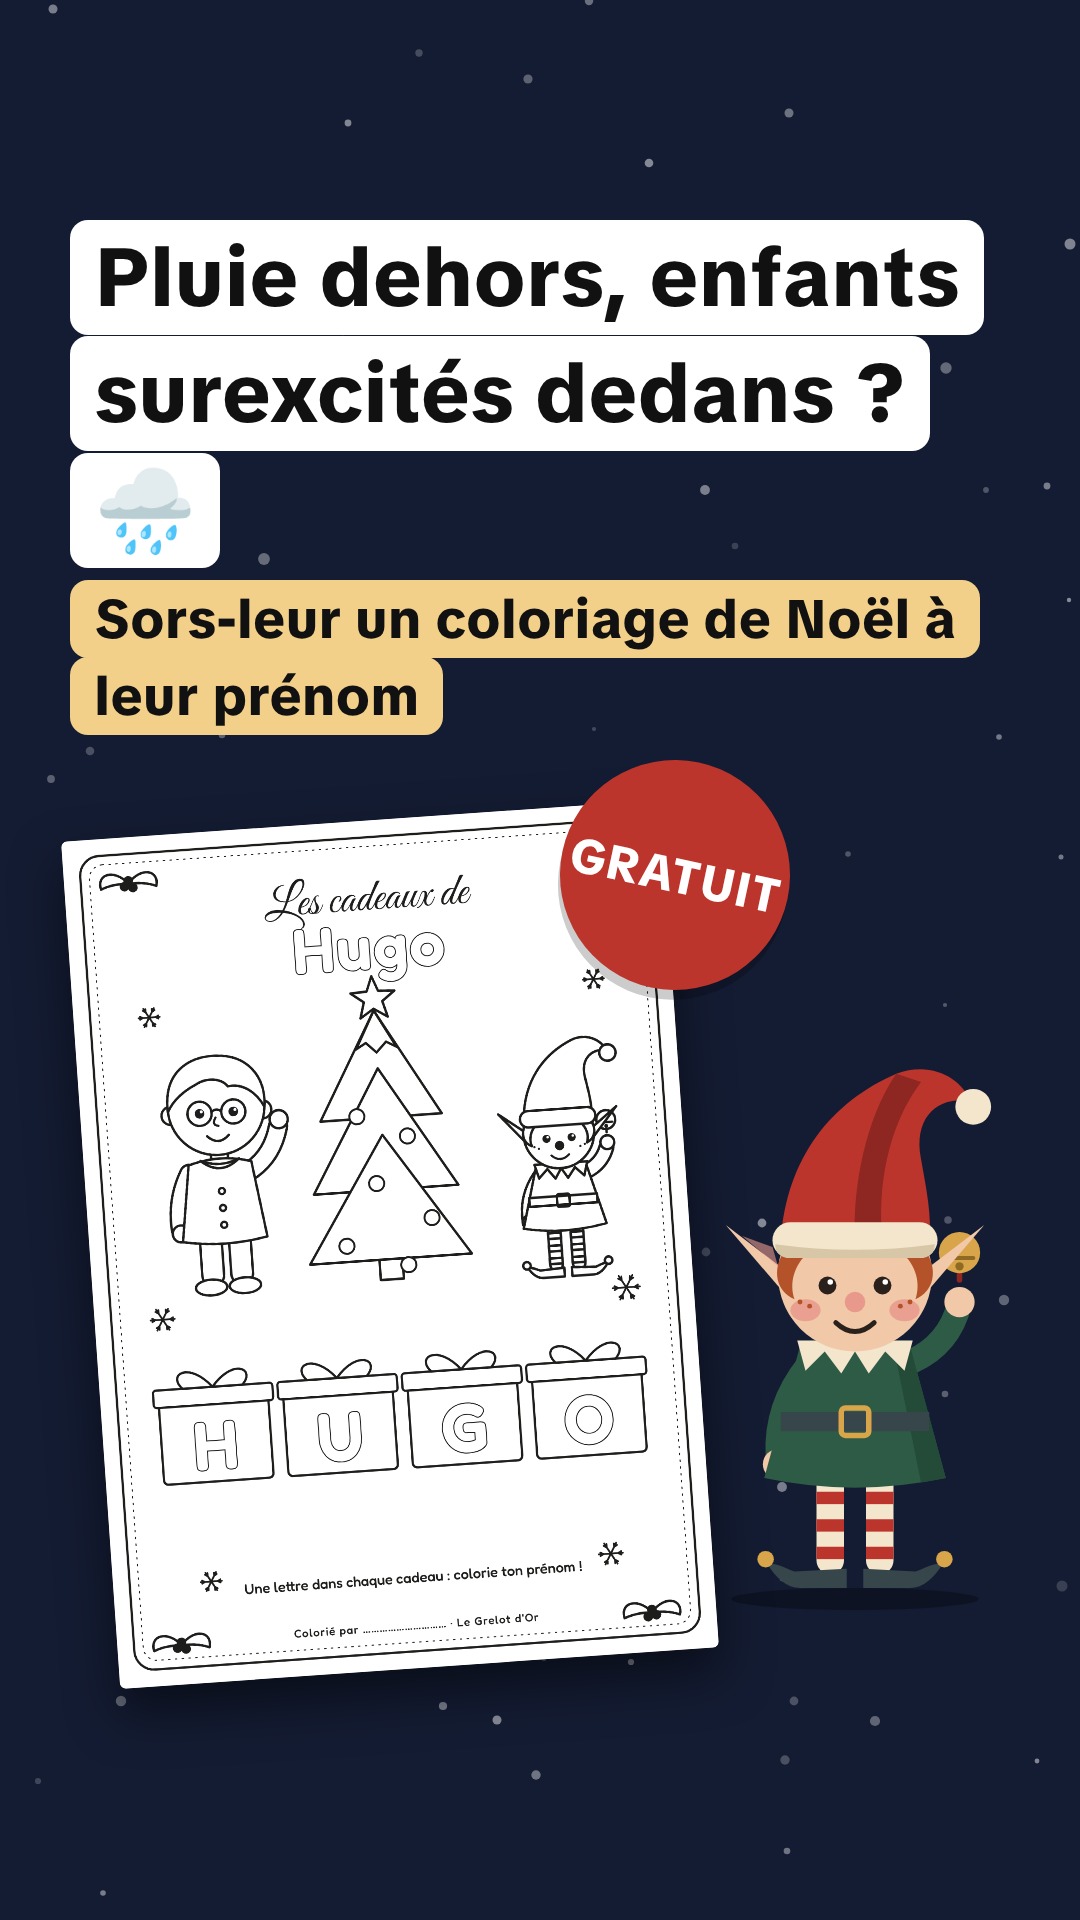 Pluie dehors, enfants
surexcités dedans ?
🌧️
Sors-leur un coloriage de Noël à
leur prénom
GRATUIT
Les cadeaux de
Hugo
H U G O
Une lettre dans chaque cadeau : colorie ton prénom !
Colorié par .............................. · Le Grelot d'Or